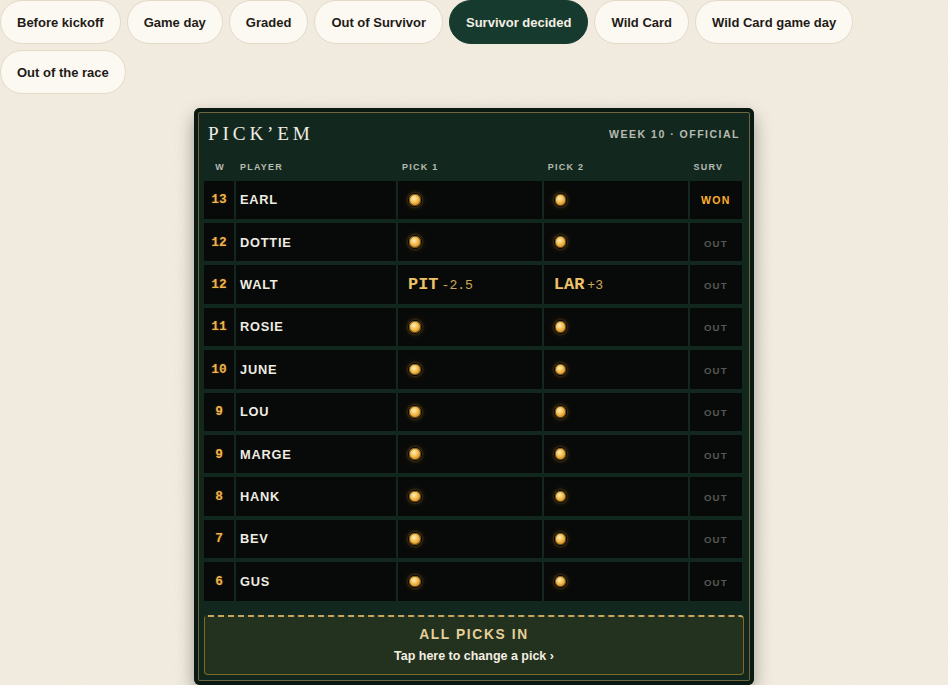 Before kickoff
Game day
Graded
Out of Survivor
Survivor decided
Wild Card
Wild Card game day
Out of the race
PICK’EM
WEEK 10 · OFFICIAL
W PLAYER PICK 1 PICK 2 SURV
13 EARL WON
12 DOTTIE OUT
12 WALT PIT -2.5 LAR +3 OUT
11 ROSIE OUT
10 JUNE OUT
9 LOU OUT
9 MARGE OUT
8 HANK OUT
7 BEV OUT
6 GUS OUT
ALL PICKS IN
Tap here to change a pick ›